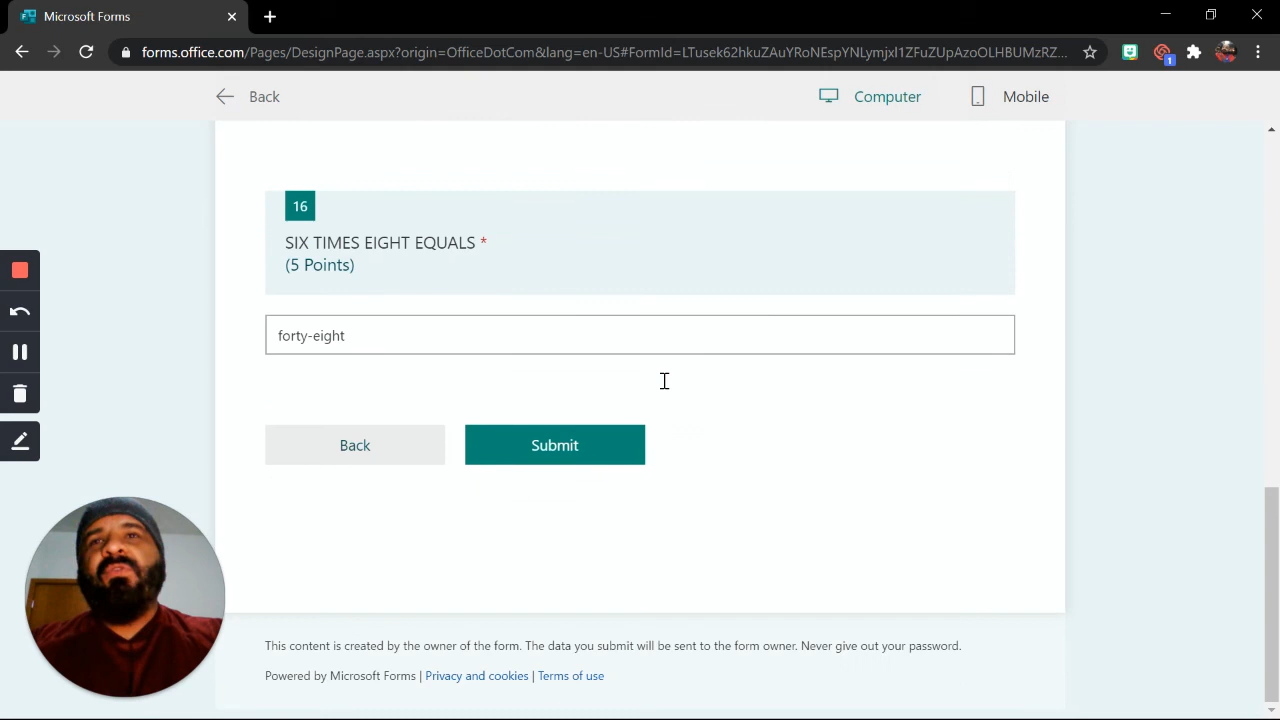 Microsoft Forms
forms.office.com/Pages/DesignPage.aspx?origin=OfficeDotCom&lang=en-US#FormId=LTusek62hkuZAuYRoNEspYNLymjxI1ZFuZUpAzoOLHBUMzRZ...
1
Back
Computer
Mobile
16
SIX TIMES EIGHT EQUALS *
(5 Points)
forty-eight
Back
Submit
This content is created by the owner of the form. The data you submit will be sent to the form owner. Never give out your password.
Powered by Microsoft Forms | Privacy and cookies | Terms of use